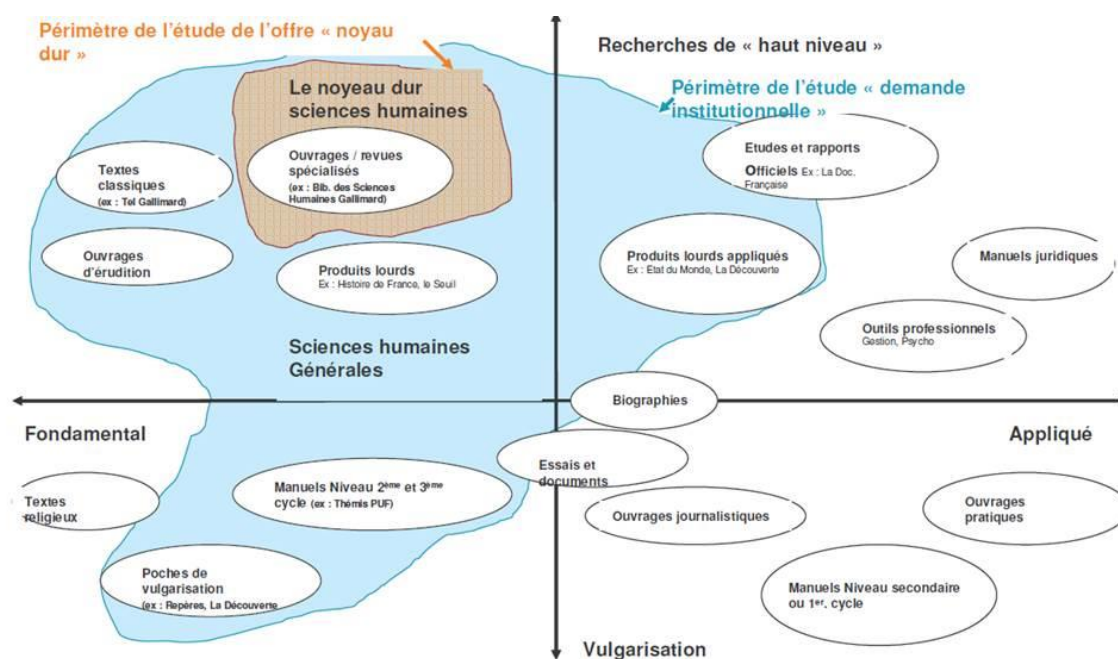 Périmètre de l'étude de l'offre « noyau
dur »
Recherches de « haut niveau »
Le noyeau dur
sciences humaines
Périmètre de l'étude « demande
institutionnelle »
Textes
classiques
(ex : Tel Gallimard)
Ouvrages / revues
spécialisés
(ex : Bib. des Sciences
Humaines Gallimard)
Etudes et rapports
Officiels Ex : La Doc.
Française
Ouvrages
d'érudition
Produits lourds
Ex : Histoire de France, le Seuil
Produits lourds appliqués
Ex : Etat du Monde, La Découverte
Manuels juridiques
Outils professionnels
Gestion, Psycho
Sciences humaines
Générales
Biographies
Fondamental
Appliqué
Essais et
documents
Textes
religieux
Manuels Niveau 2ème et 3ème
cycle (ex : Thémis PUF)
Ouvrages journalistiques
Ouvrages
pratiques
Poches de
vulgarisation
(ex : Repères, La Découverte
Manuels Niveau secondaire
ou 1er. cycle
Vulgarisation